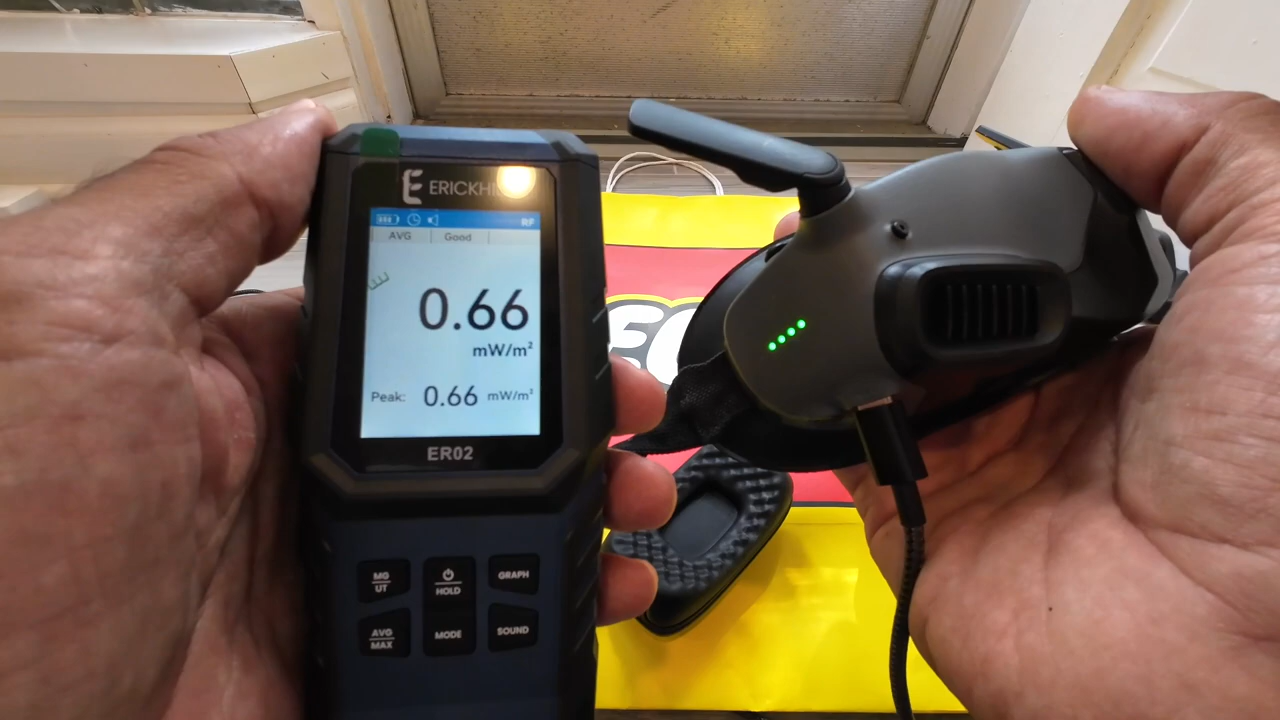 RF
AVG Good
0.66
mW/m²
Peak: 0.66 mW/m²
ER02
MG
UT
HOLD
GRAPH
AVG
MAX
MODE
SOUND